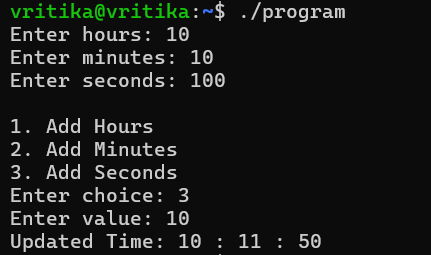 vritika@vritika:~$ ./program
Enter hours: 10
Enter minutes: 10
Enter seconds: 100
1. Add Hours
2. Add Minutes
3. Add Seconds
Enter choice: 3
Enter value: 10
Updated Time: 10 : 11 : 50